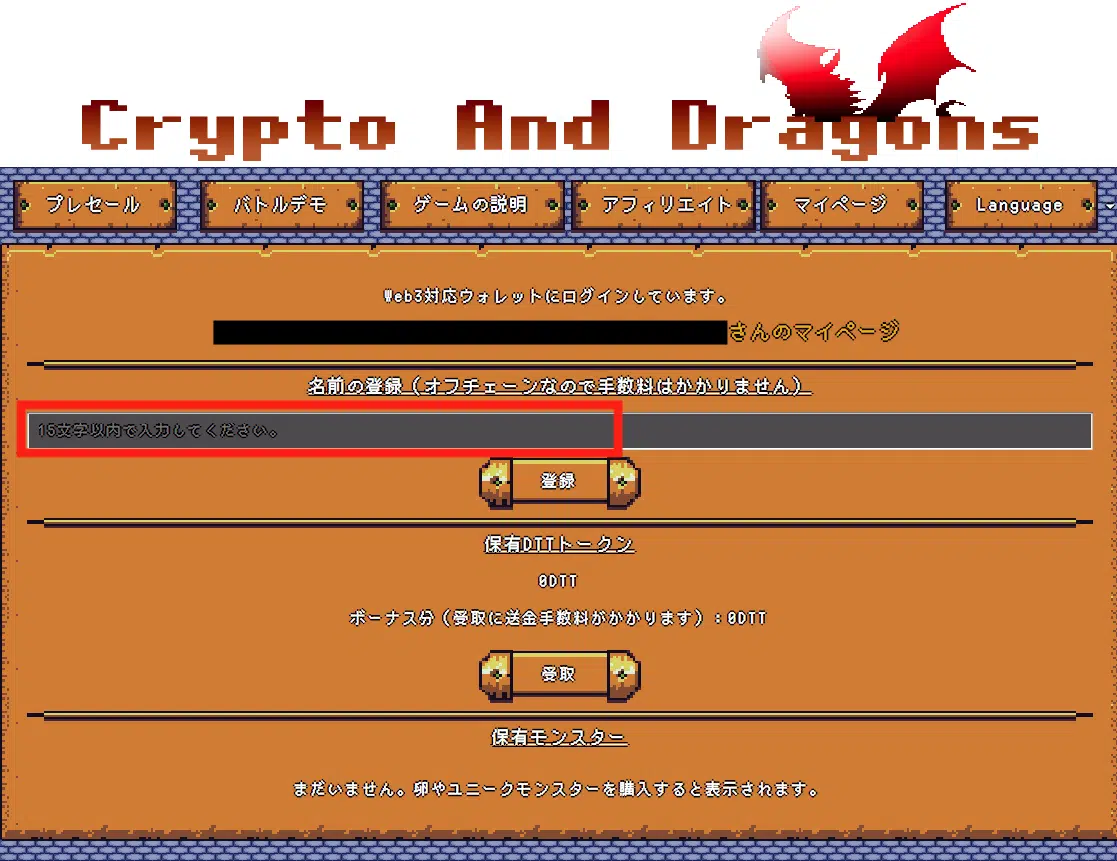 Crypto And Dragons
プレセール バトルデモ ゲームの説明 アフィリエイト マイページ Language
Web3対応ウォレットにログインしています。
さんのマイページ
名前の登録（オフチェーンなので手数料はかかりません）
15文字以内で入力してください。
登録
保有DTTトークン
0DTT
ボーナス分（受取に送金手数料がかかります）:0DTT
受取
保有モンスター
まだいません。卵やユニークモンスターを購入すると表示されます。